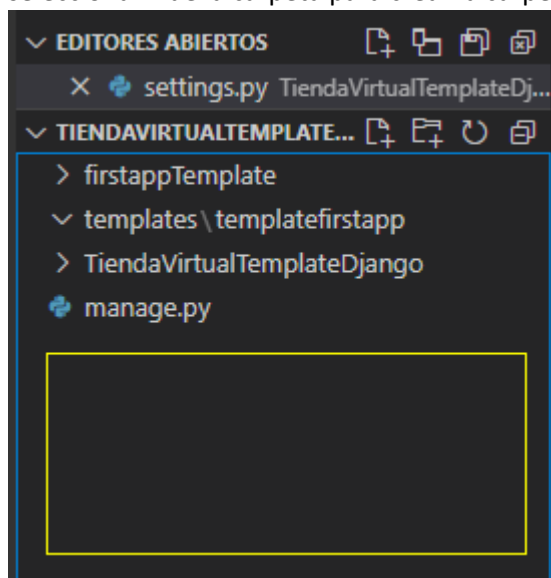 EDITORES ABIERTOS
settings.py TiendaVirtualTemplateDj...
TIENDAVIRTUALTEMPLATE...
firstappTemplate
templates\templatefirstapp
TiendaVirtualTemplateDjango
manage.py